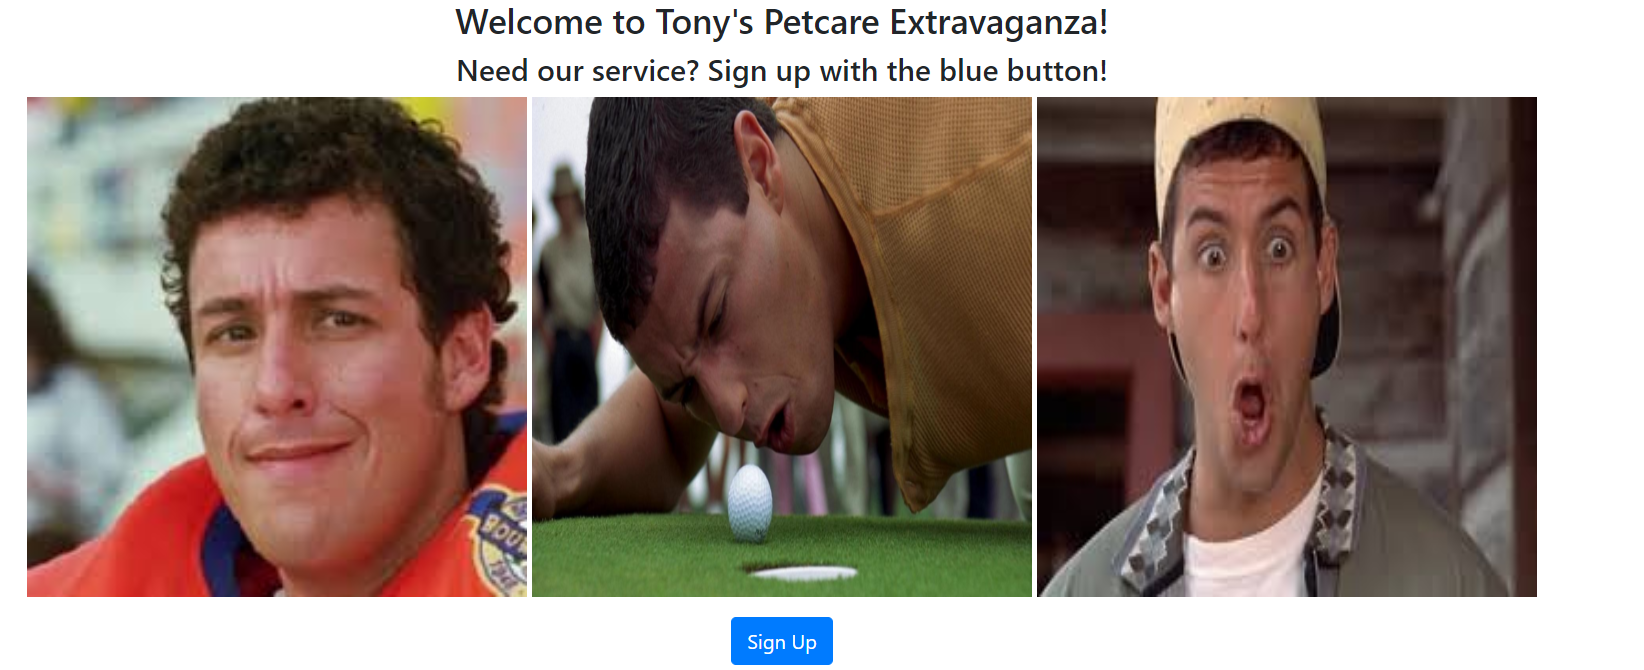 Welcome to Tony's Petcare Extravaganza!
Need our service? Sign up with the blue button!
Sign Up